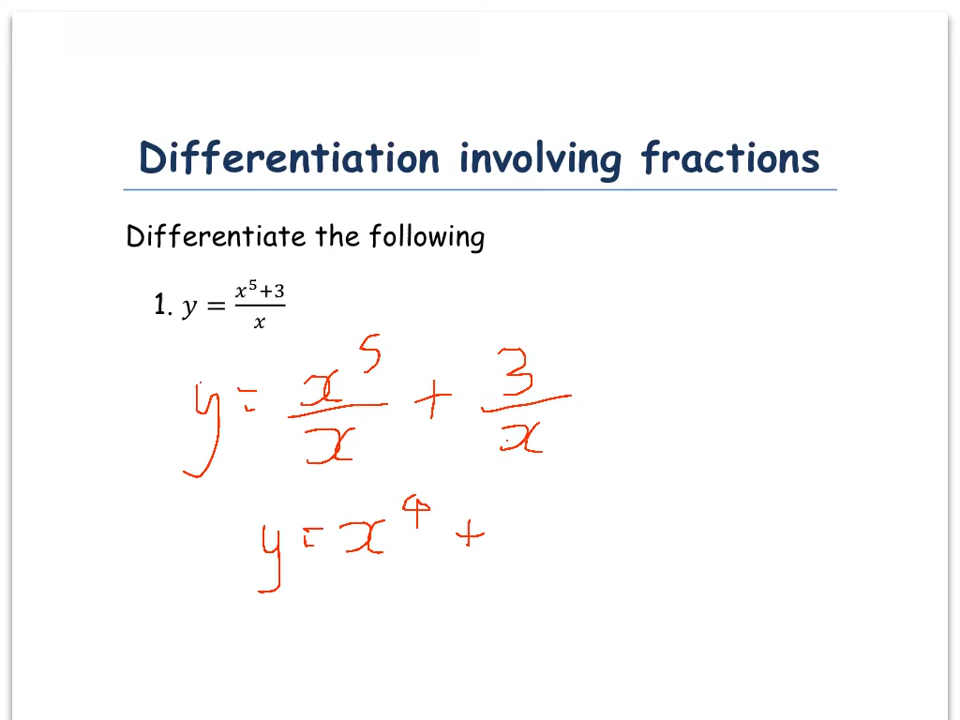 Differentiation involving fractions
Differentiate the following
1. y = (x⁵+3)/x
y = x⁵/x + 3/x
y = x⁴ +